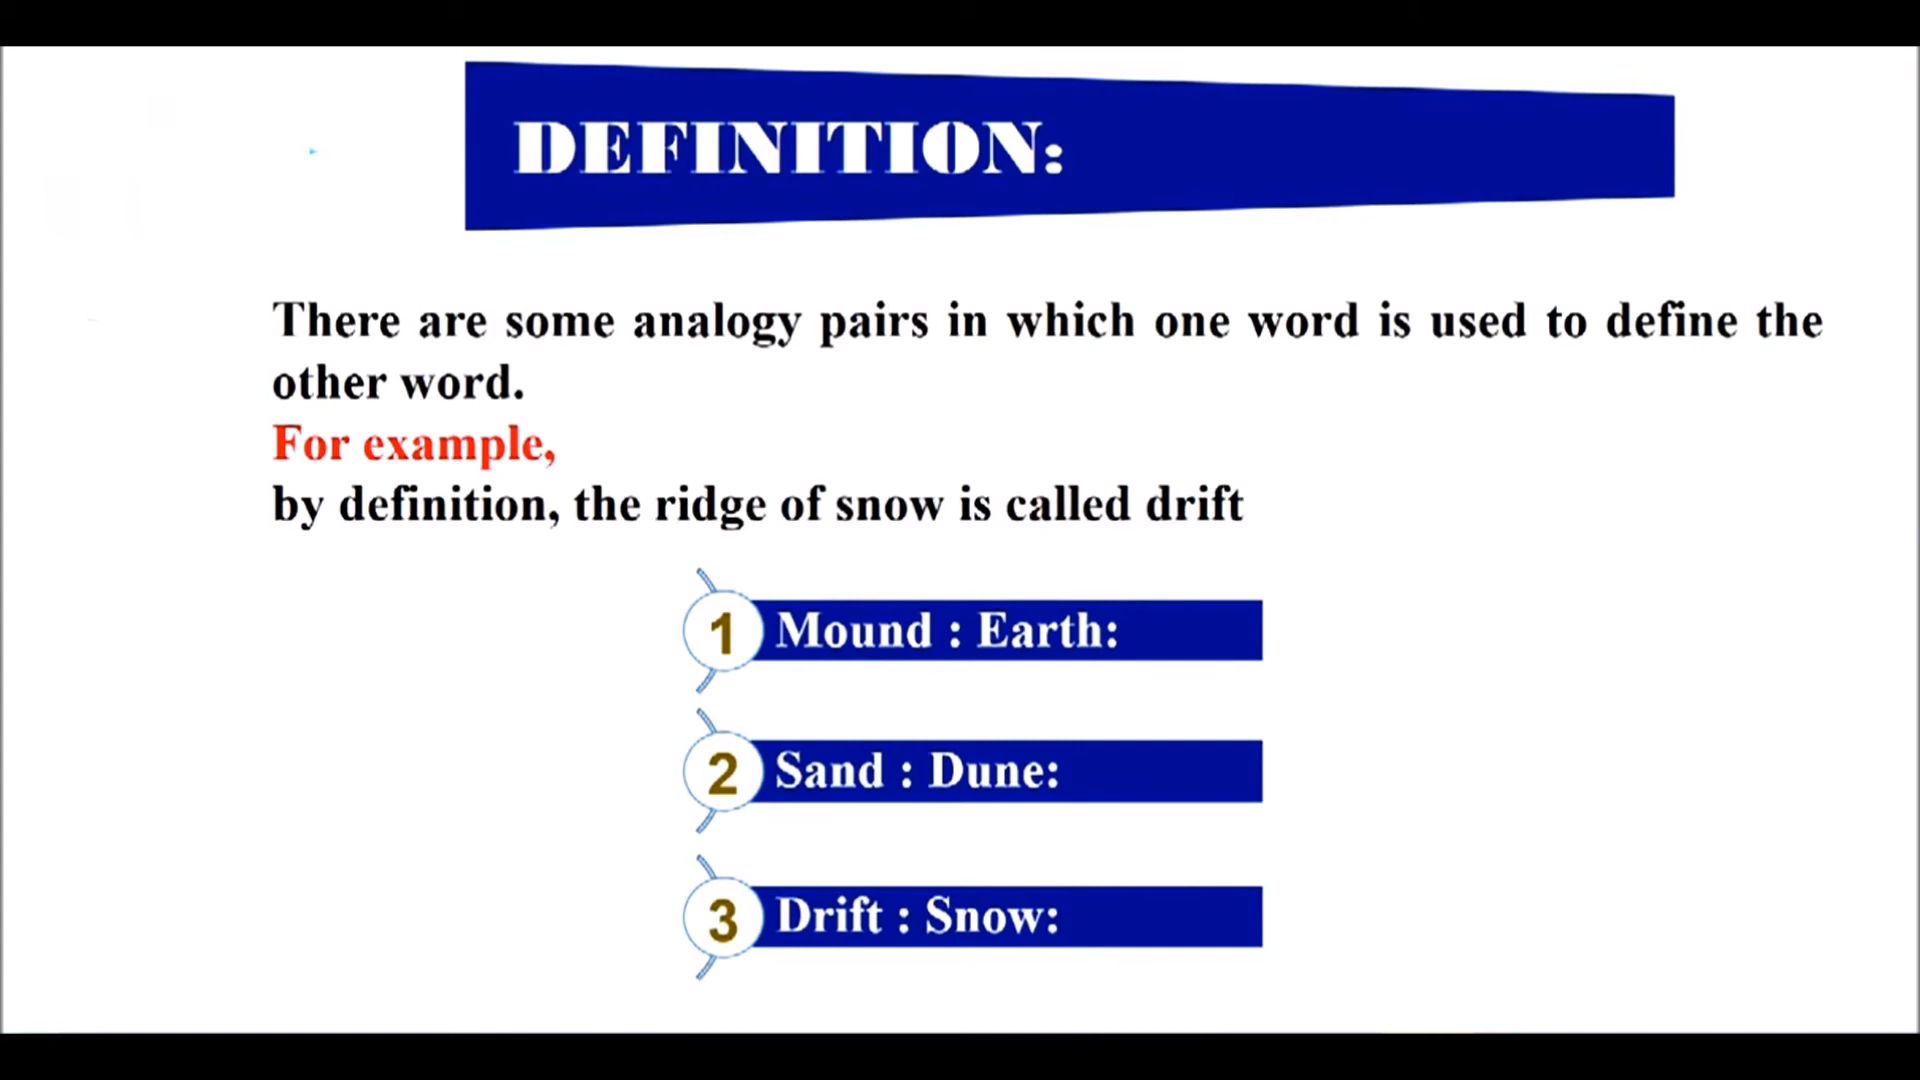 DEFINITION:
There are some analogy pairs in which one word is used to define the
other word.
For example,
by definition, the ridge of snow is called drift
1 Mound : Earth:
2 Sand : Dune:
3 Drift : Snow: